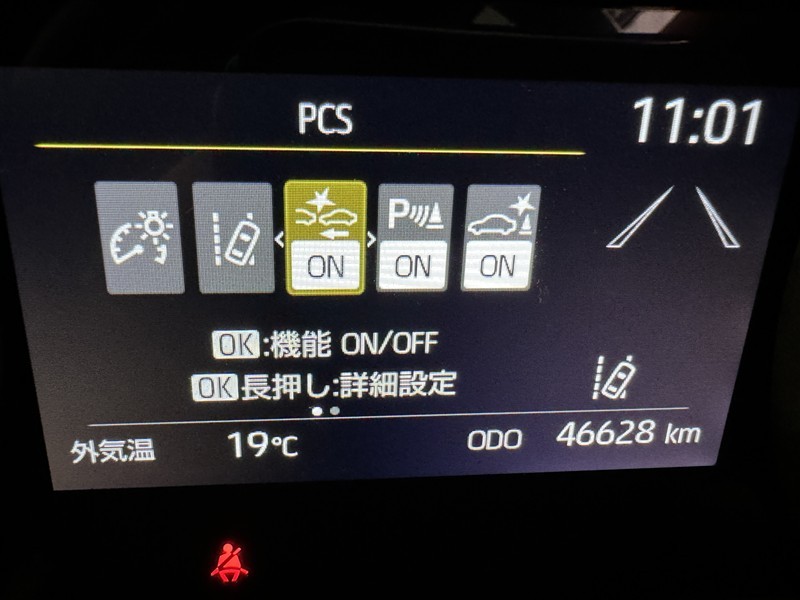 PCS
11:01
P
ON
ON
ON
OK:機能 ON/OFF
OK長押し:詳細設定
外気温 19℃ ODO 46628 km